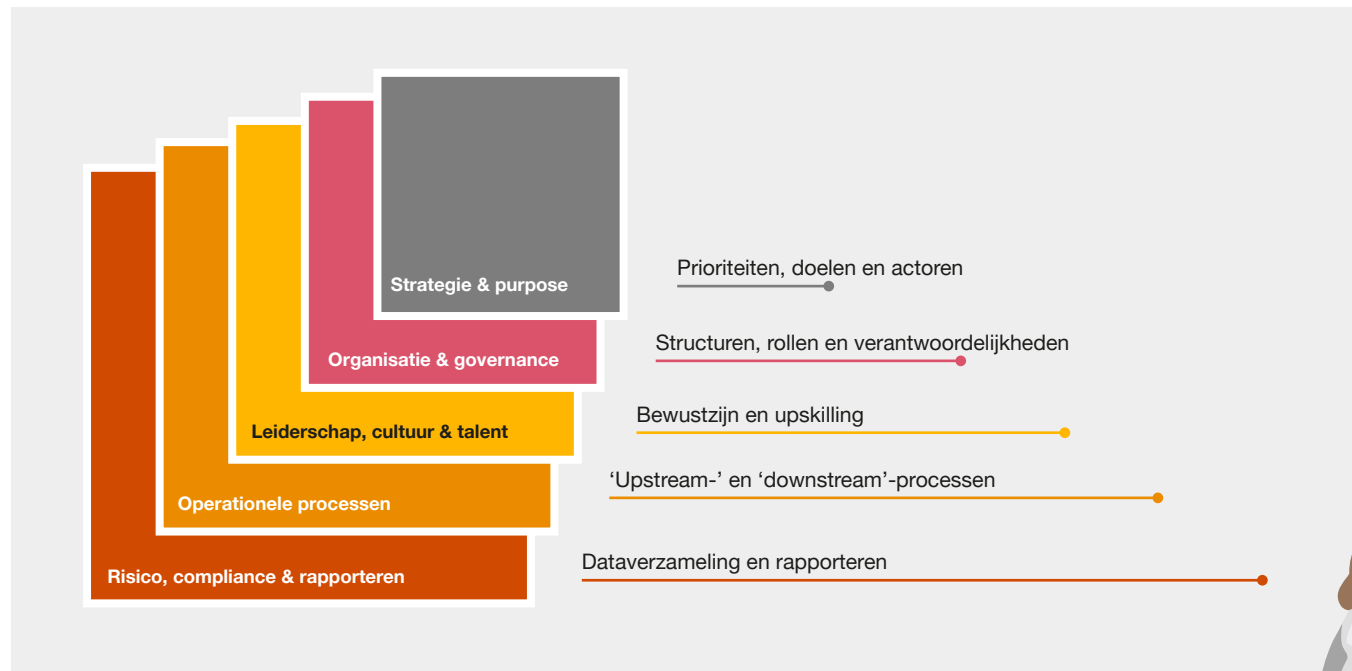 Strategie & purpose
Prioriteiten, doelen en actoren
Organisatie & governance
Structuren, rollen en verantwoordelijkheden
Leiderschap, cultuur & talent
Bewustzijn en upskilling
Operationele processen
‘Upstream-’ en ‘downstream’-processen
Risico, compliance & rapporteren
Dataverzameling en rapporteren